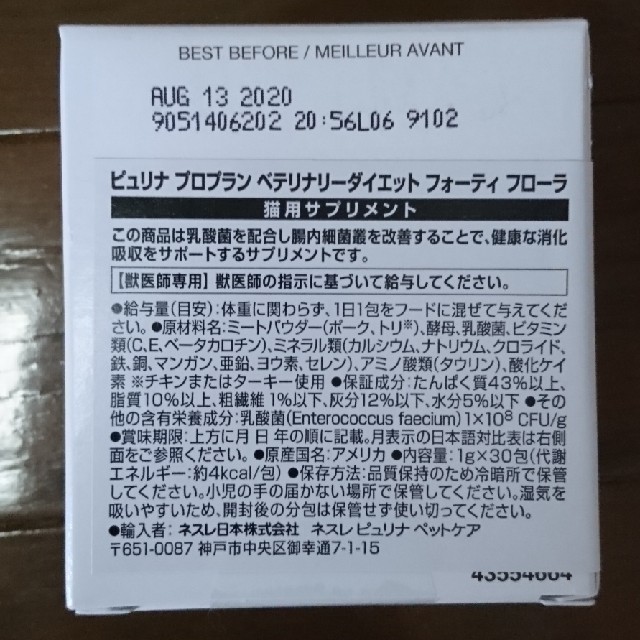 BEST BEFORE / MEILLEUR AVANT
AUG 13 2020
9051406202 20:56L06 9102
ピュリナ プロプラン ベテリナリーダイエット フォーティ フローラ
猫用サプリメント
この商品は乳酸菌を配合し腸内細菌叢を改善することで、健康な消化
吸収をサポートするサプリメントです。
【獣医師専用】獣医師の指示に基づいて給与してください。
●給与量(目安):体重に関わらず、1日1包をフードに混ぜて与えてくだ
さい。●原材料名:ミートパウダー(ポーク、トリ※)、酵母、乳酸菌、ビタミン
類(C、E、ベータカロチン)、ミネラル類(カルシウム、ナトリウム、クロライド、
鉄、銅、マンガン、亜鉛、ヨウ素、セレン)、アミノ酸類(タウリン)、酸化ケイ
素 ※チキンまたはターキー使用 ●保証成分:たんぱく質43%以上、
脂質10%以上、粗繊維1%以下、灰分12%以下、水分5%以下 ●その
他の含有栄養成分:乳酸菌(Enterococcus faecium)1×10⁸ CFU/g
●賞味期限:上方に月 日 年の順に記載。月表示の日本語対比表は右側
面をご参照ください。●原産国名:アメリカ ●内容量:1g×30包(代謝
エネルギー:約4kcal/包) ●保存方法:品質保持のため冷暗所で保管
してください。小児の手の届かない場所で保管してください。湿気を
吸いやすいため、開封後の分包は保管せず使い切ってください。
●輸入者:ネスレ日本株式会社 ネスレ ピュリナ ペットケア
〒651-0087 神戸市中央区御幸通7-1-15